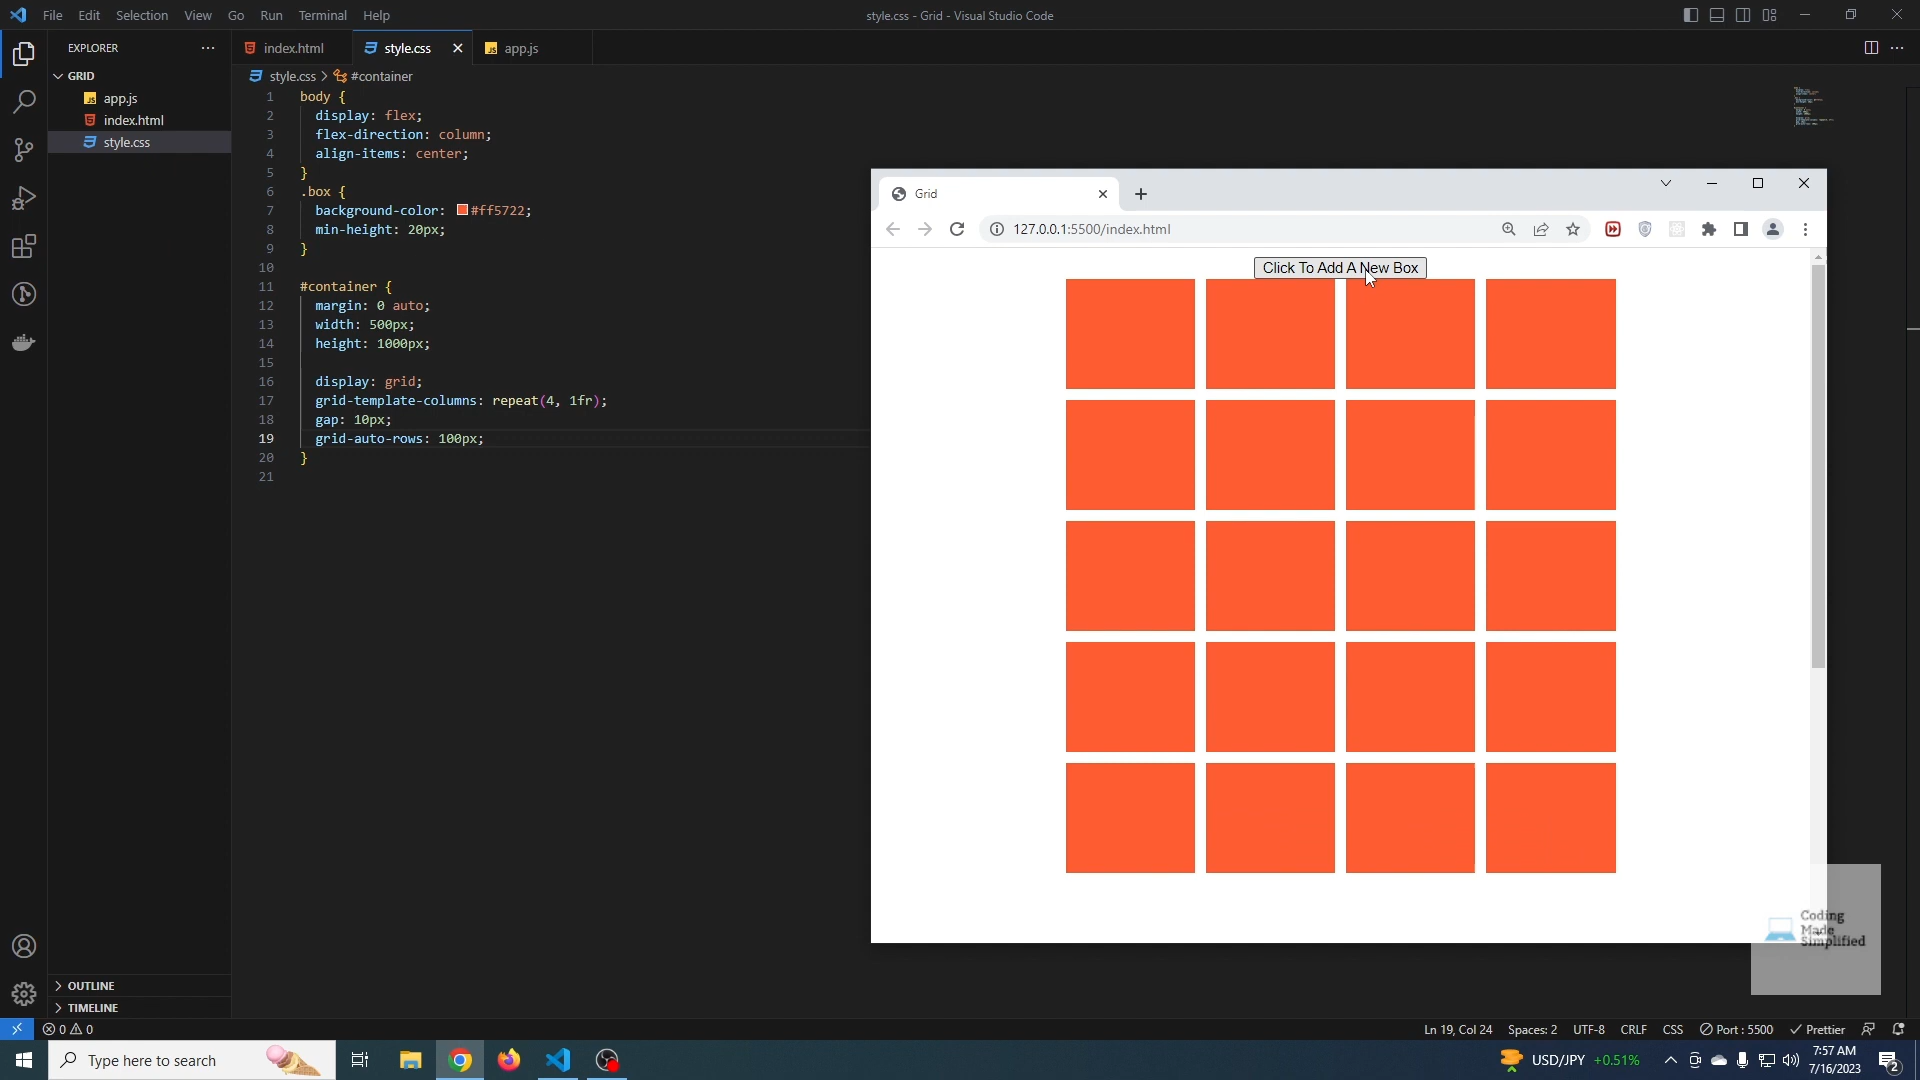 File Edit Selection View Go Run Terminal Help
style.css - Grid - Visual Studio Code
EXPLORER
index.html
style.css
app.js
GRID
app.js
index.html
style.css
style.css > #container
1 body {
2 display: flex;
3 flex-direction: column;
4 align-items: center;
5 }
6 .box {
7 background-color: #ff5722;
8 min-height: 20px;
9 }
10
11 #container {
12 margin: 0 auto;
13 width: 500px;
14 height: 1000px;
15
16 display: grid;
17 grid-template-columns: repeat(4, 1fr);
18 gap: 10px;
19 grid-auto-rows: 100px;
20 }
21
Grid
127.0.0.1:5500/index.html
Click To Add A New Box
Coding
Made
Simplified
OUTLINE
TIMELINE
0 0
Ln 19, Col 24 Spaces: 2 UTF-8 CRLF CSS Port : 5500 Prettier
Type here to search
USD/JPY +0.51%
7:57 AM
7/16/2023
2